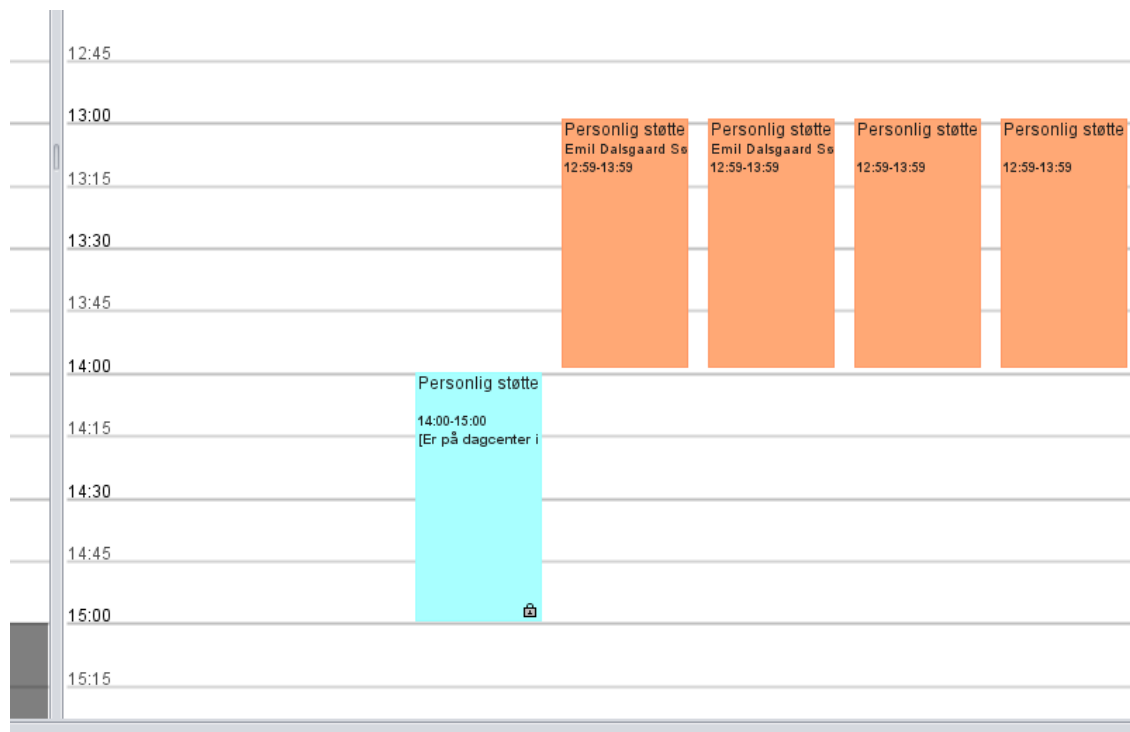 12:45
13:00
Personlig støtte Personlig støtte Personlig støtte Personlig støtte
Emil Dalsgaard Sø Emil Dalsgaard Sø
12:59-13:59 12:59-13:59 12:59-13:59 12:59-13:59
13:15
13:30
13:45
14:00
Personlig støtte
14:00-15:00
14:15
[Er på dagcenter i
14:30
14:45
15:00
15:15